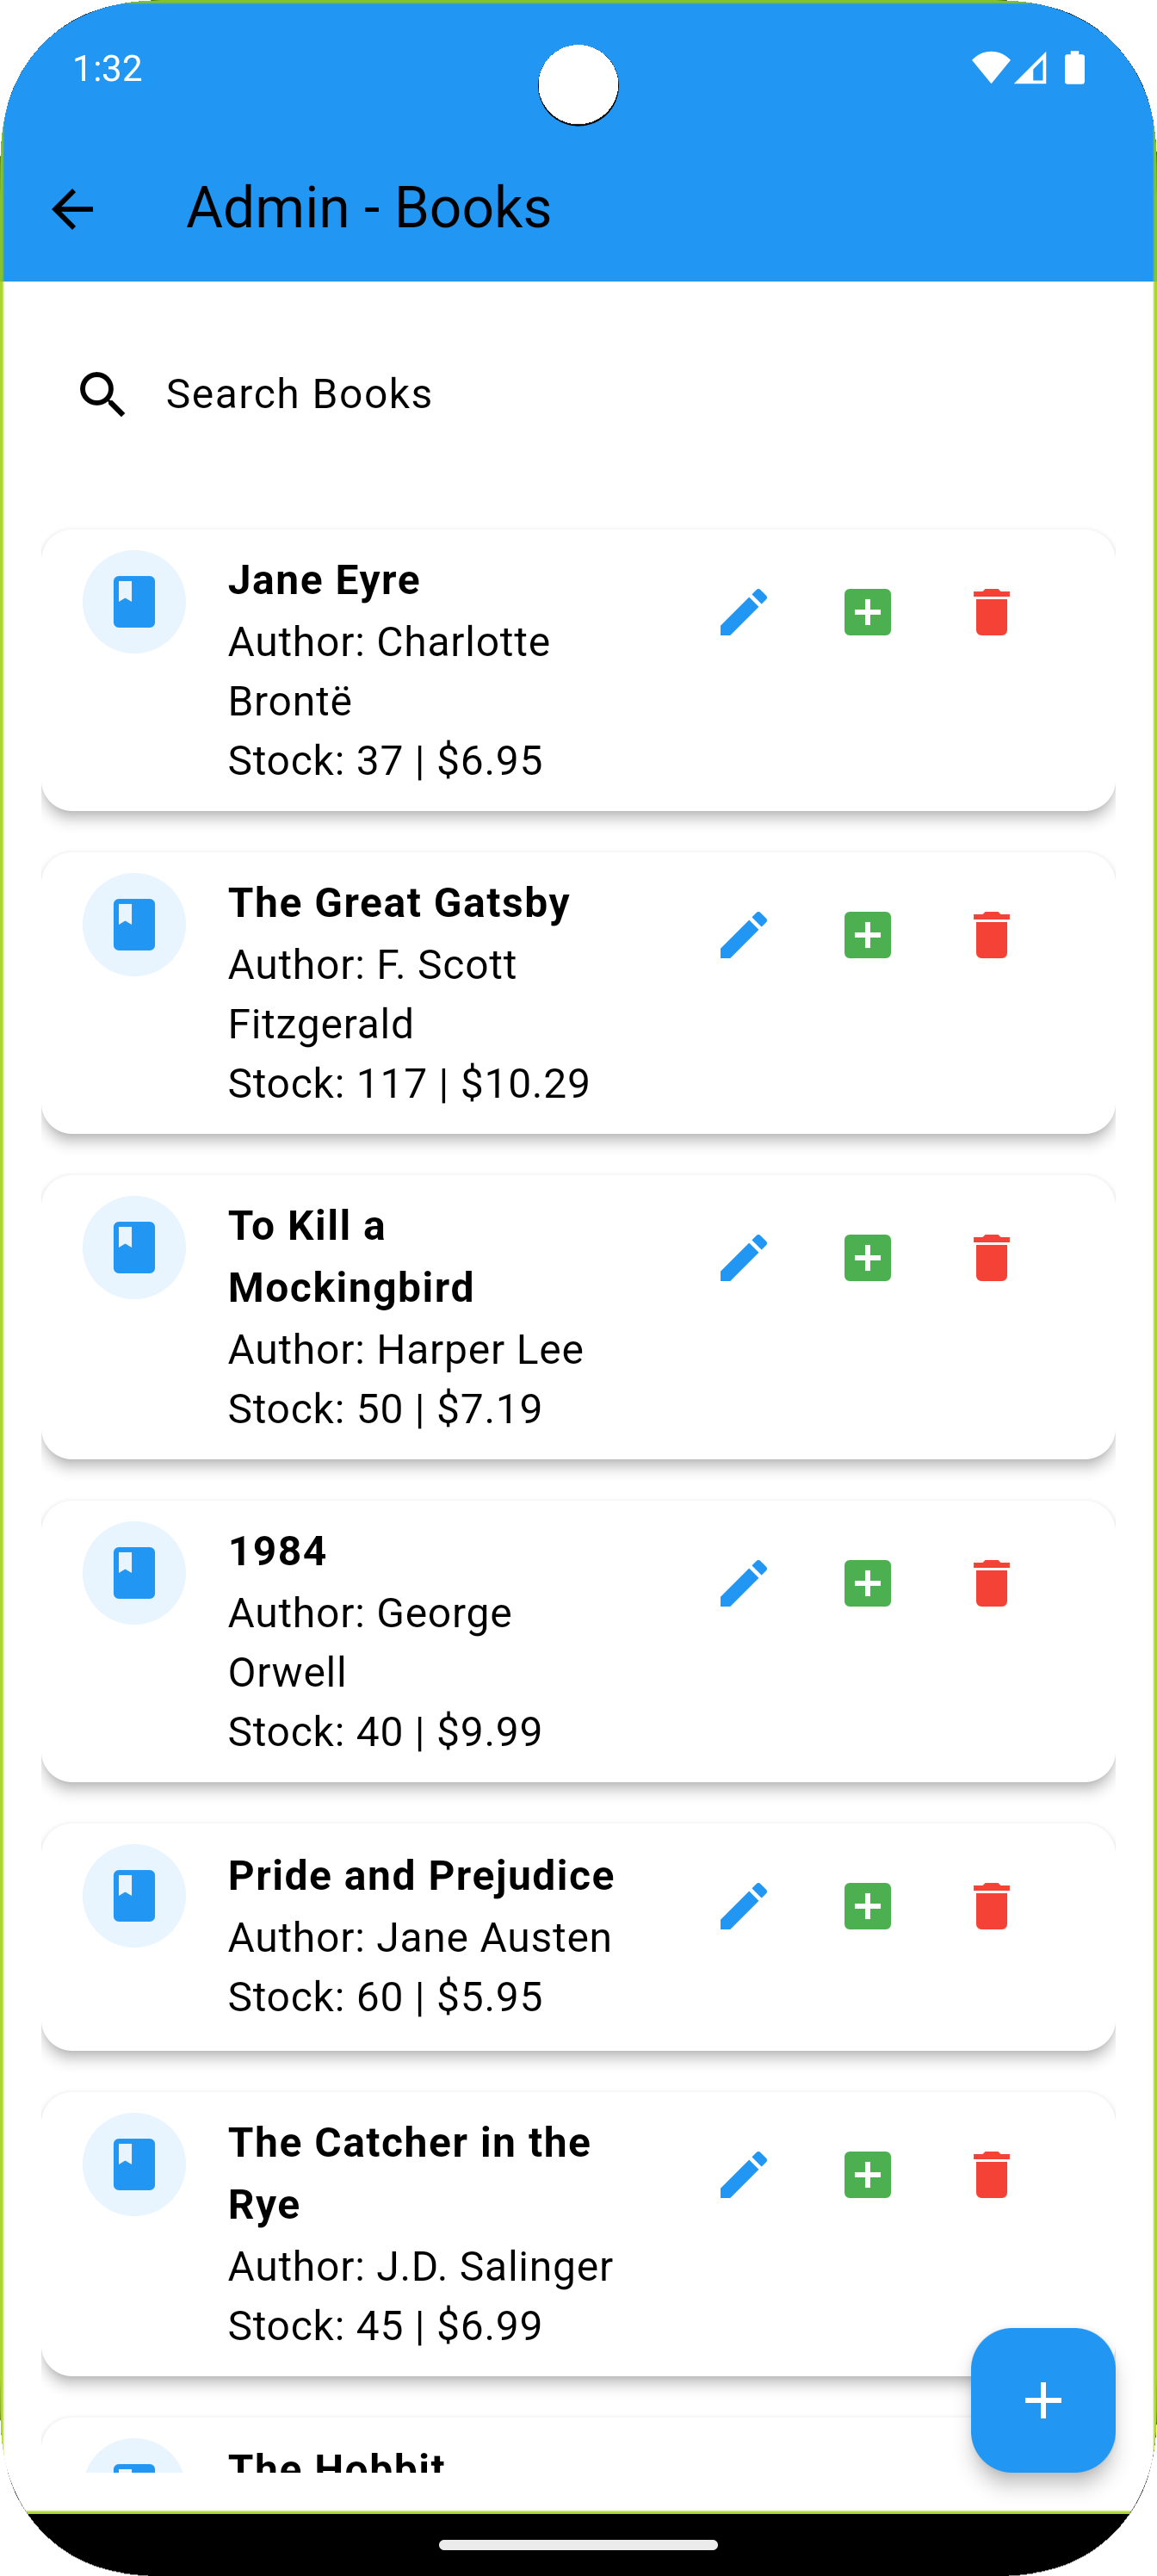 1:32
Admin - Books
Search Books
Jane Eyre
Author: Charlotte
Brontë
Stock: 37 | $6.95
The Great Gatsby
Author: F. Scott
Fitzgerald
Stock: 117 | $10.29
To Kill a
Mockingbird
Author: Harper Lee
Stock: 50 | $7.19
1984
Author: George
Orwell
Stock: 40 | $9.99
Pride and Prejudice
Author: Jane Austen
Stock: 60 | $5.95
The Catcher in the
Rye
Author: J.D. Salinger
Stock: 45 | $6.99
The Hobbit